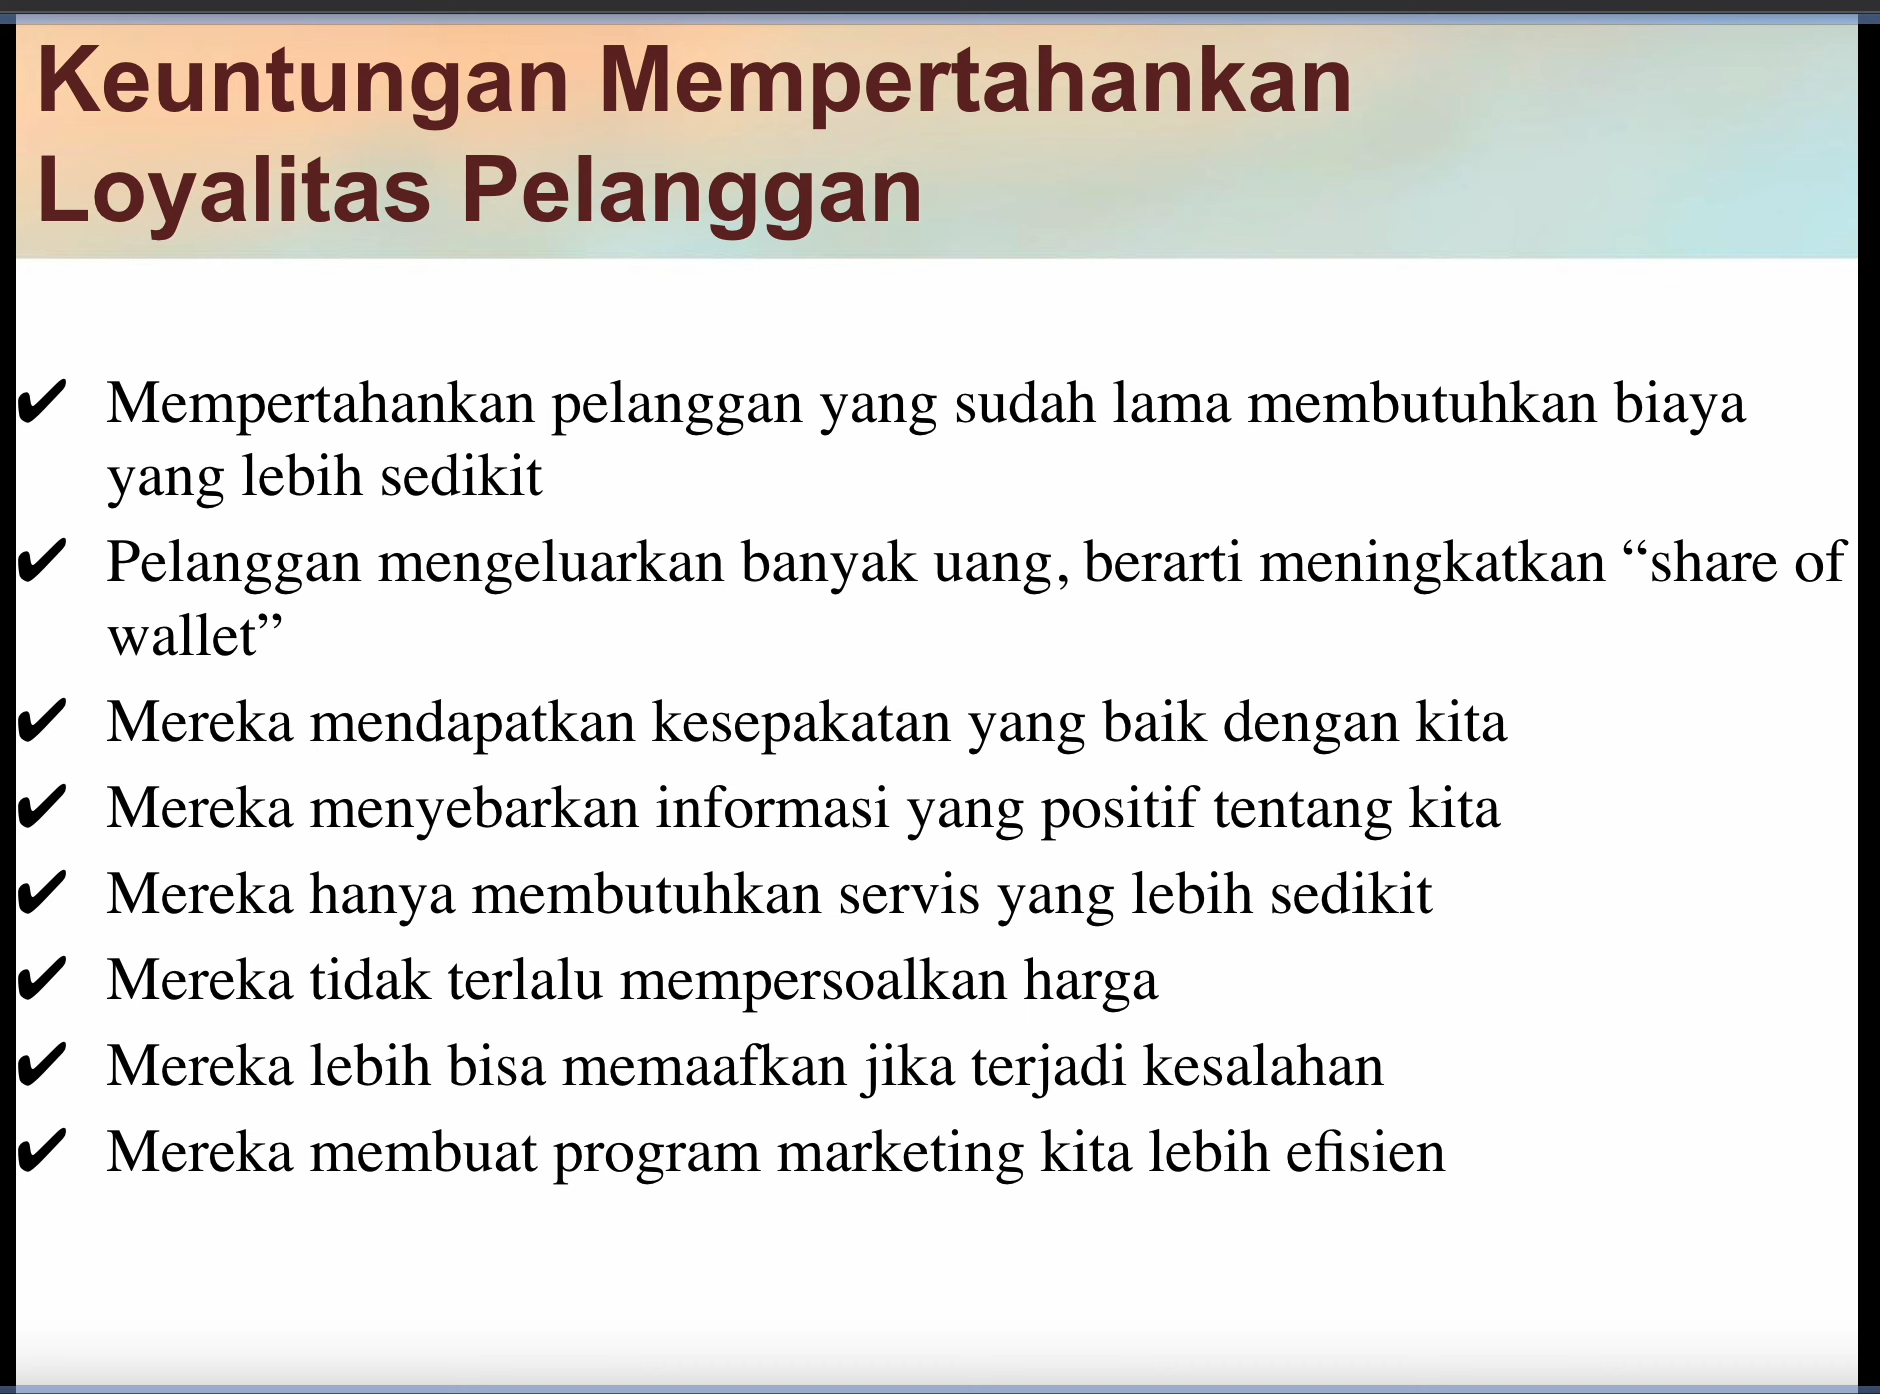 Keuntungan Mempertahankan
Loyalitas Pelanggan
✔ Mempertahankan pelanggan yang sudah lama membutuhkan biaya
yang lebih sedikit
✔ Pelanggan mengeluarkan banyak uang, berarti meningkatkan “share of
wallet”
✔ Mereka mendapatkan kesepakatan yang baik dengan kita
✔ Mereka menyebarkan informasi yang positif tentang kita
✔ Mereka hanya membutuhkan servis yang lebih sedikit
✔ Mereka tidak terlalu mempersoalkan harga
✔ Mereka lebih bisa memaafkan jika terjadi kesalahan
✔ Mereka membuat program marketing kita lebih efisien